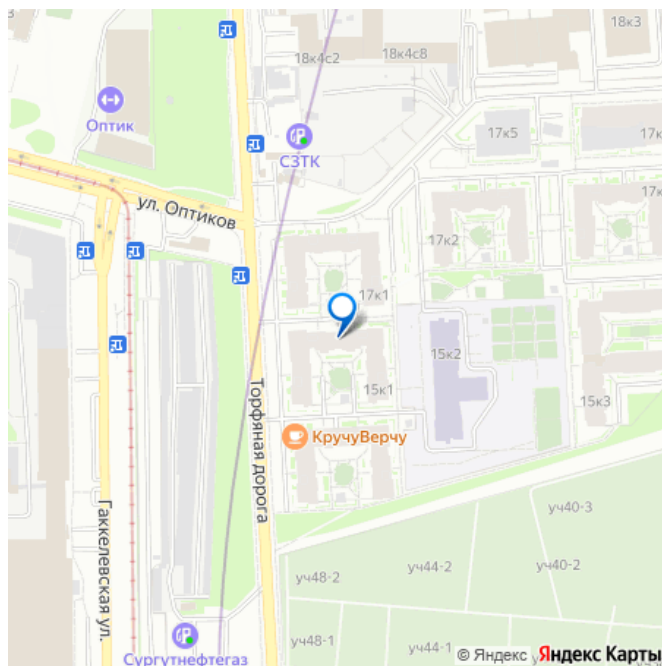 18к4с2
18к4с8
18к3
Оптик
СЗТК
17к5
17к
ул. Оптиков
17к
17к2
17к1
15к2
15к1
15к3
Торфяная дорога
КручуВерчу
Гаккелевская ул.
уч40-3
уч48-2
уч44-2
уч40-2
уч48-1
уч44-1
Сургутнефтегаз
© Яндекс Яндекс Карты